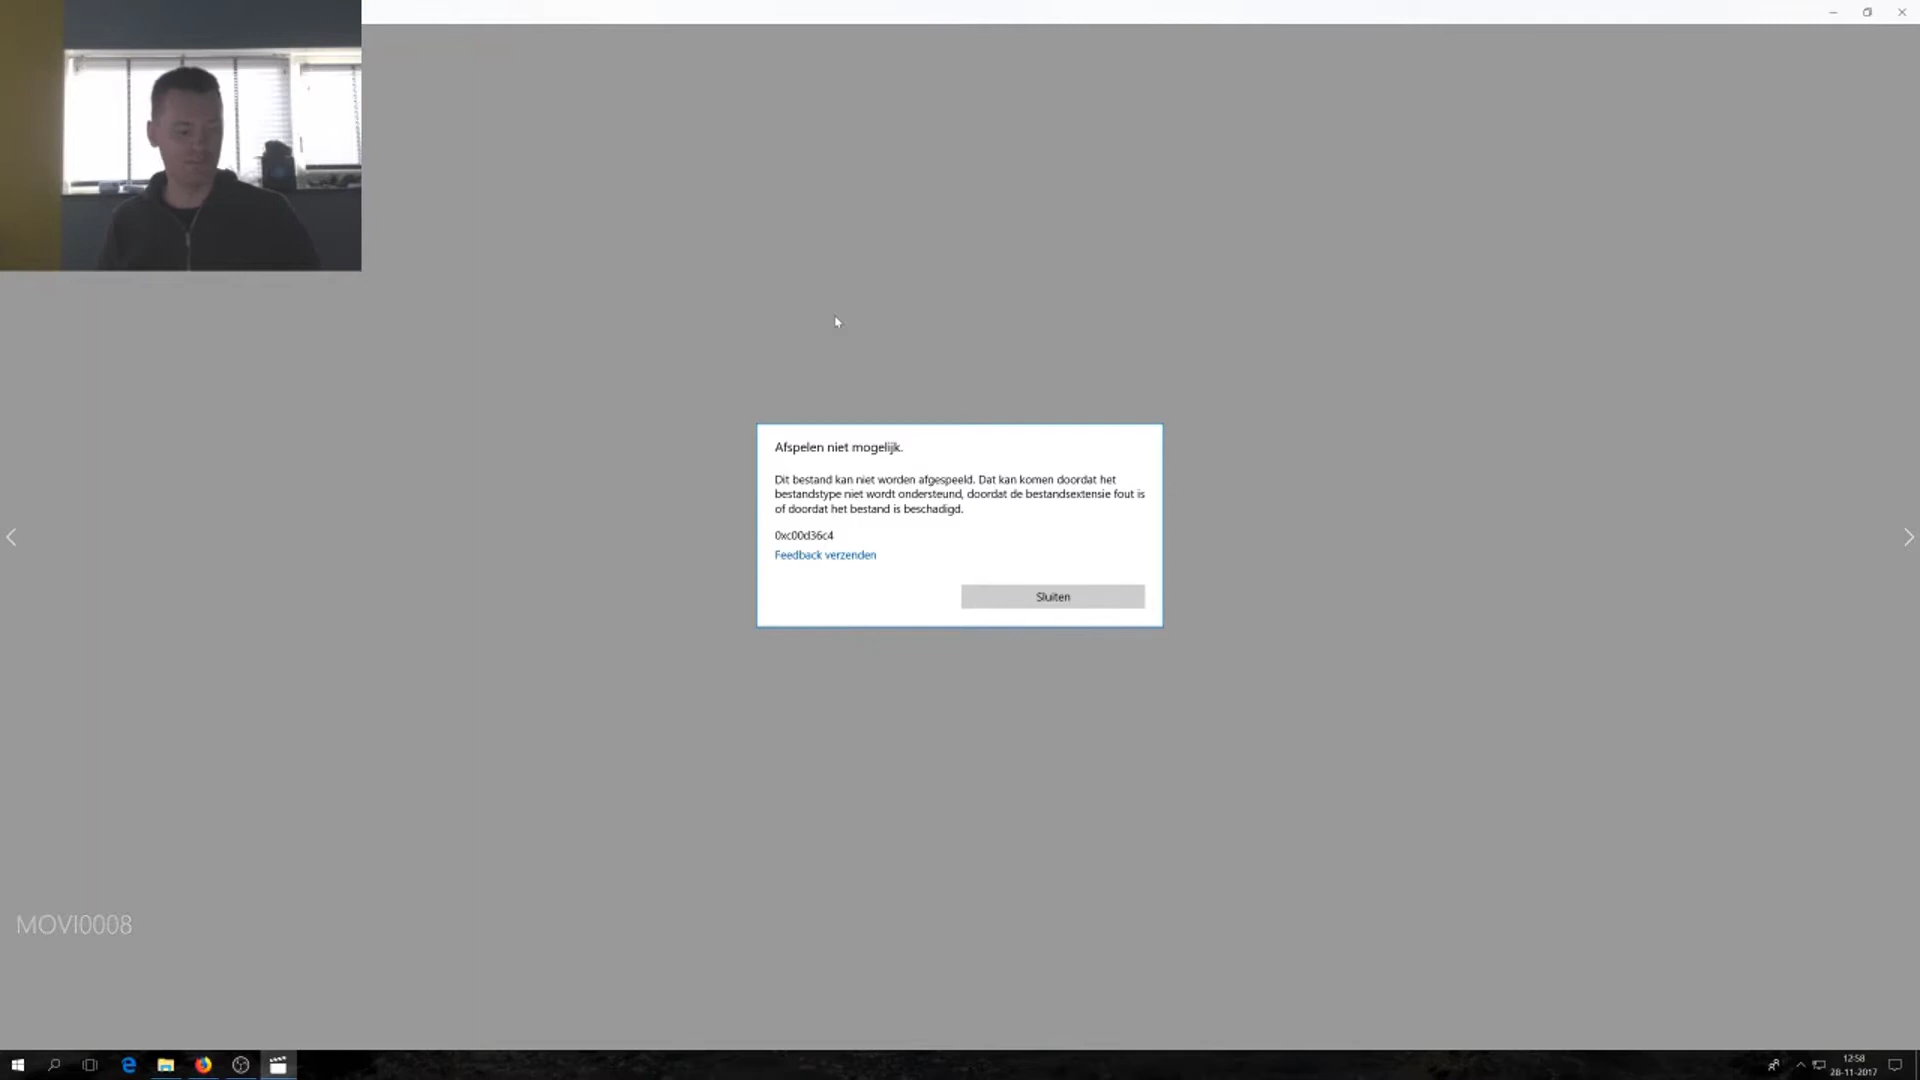 Afspelen niet mogelijk.
Dit bestand kan niet worden afgespeeld. Dat kan komen doordat het
bestandstype niet wordt ondersteund, doordat de bestandsextensie fout is
of doordat het bestand is beschadigd.
0xc00d36c4
Feedback verzenden
Sluiten
MOVI0008
12:58
28-11-2017